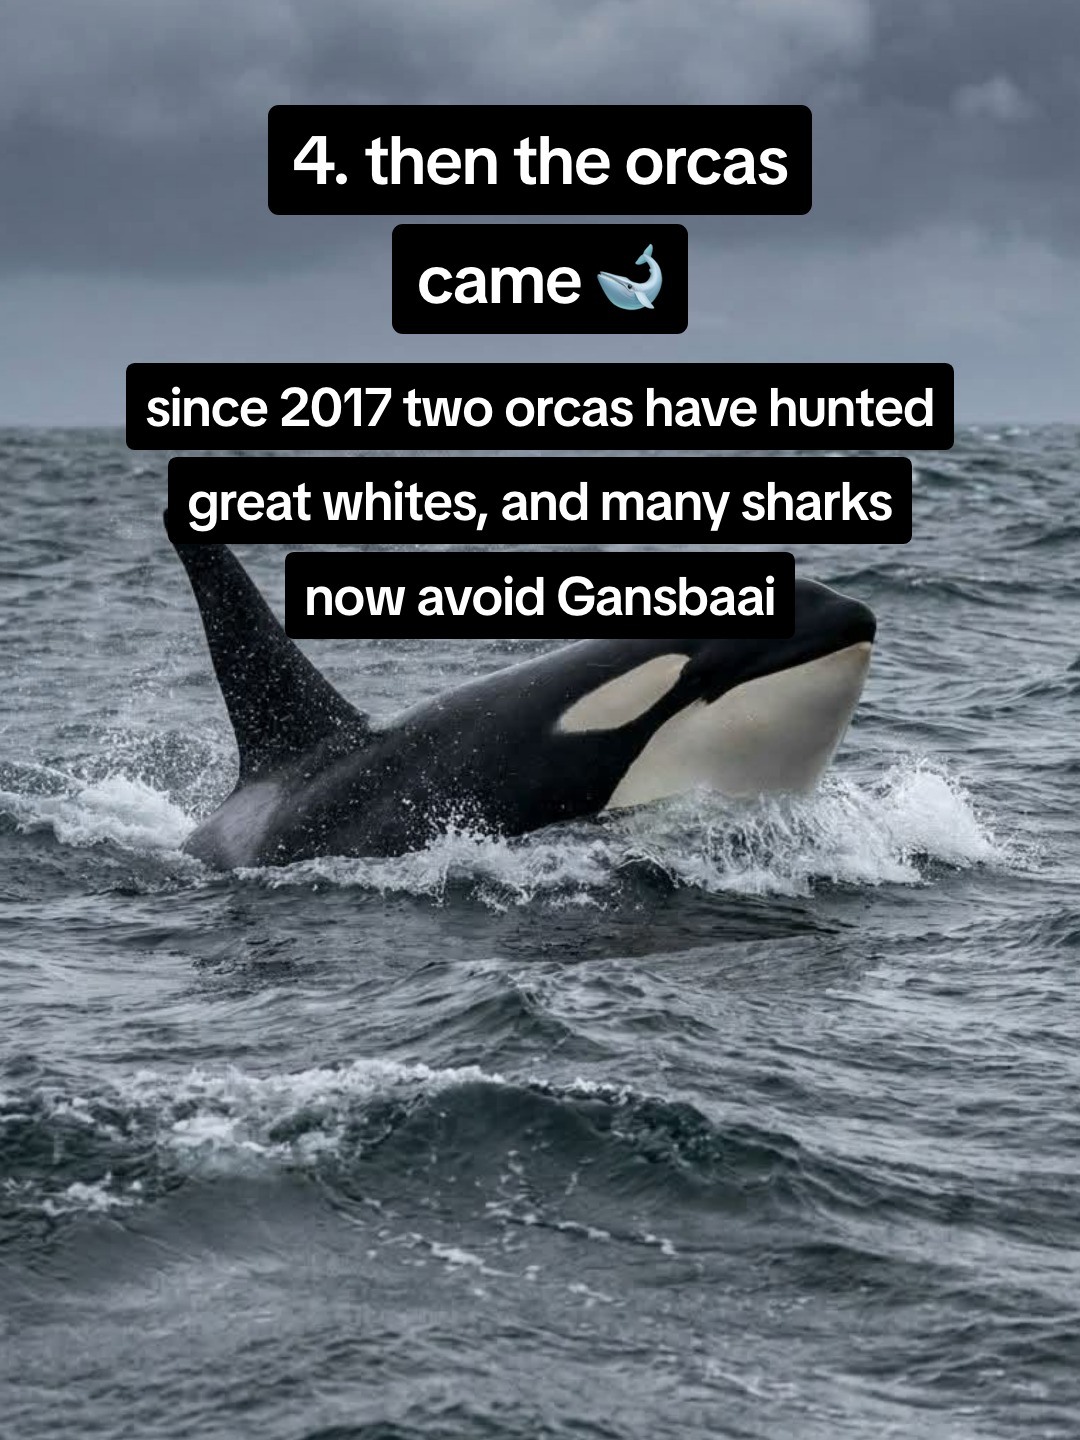 4. then the orcas
came 🐋
since 2017 two orcas have hunted
great whites, and many sharks
now avoid Gansbaai